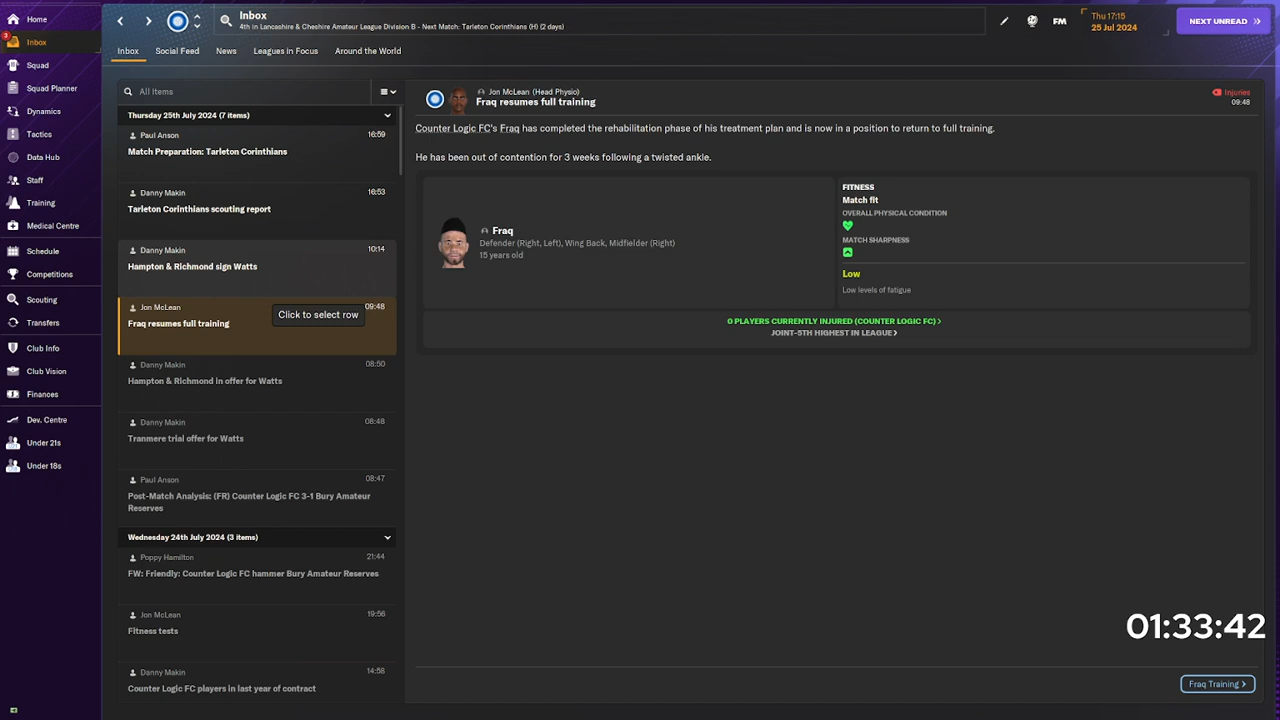 Home
3
Inbox
Squad
Squad Planner
Dynamics
Tactics
Data Hub
Staff
Training
Medical Centre
Schedule
Competitions
Scouting
Transfers
Club Info
Club Vision
Finances
Dev. Centre
Under 21s
Under 18s
Inbox
4th in Lancashire & Cheshire Amateur League Division B - Next Match: Tarleton Corinthians (H) (2 days)
FM
Thu 17:15
25 Jul 2024
NEXT UNREAD
Inbox
Social Feed
News
Leagues in Focus
Around the World
All Items
Thursday 25th July 2024 (7 items)
Paul Anson 16:59
Match Preparation: Tarleton Corinthians
Danny Makin 16:53
Tarleton Corinthians scouting report
Danny Makin 10:14
Hampton & Richmond sign Watts
Jon McLean 09:48
Fraq resumes full training
Click to select row
Danny Makin 08:50
Hampton & Richmond in offer for Watts
Danny Makin 08:48
Tranmere trial offer for Watts
Paul Anson 08:47
Post-Match Analysis: (FR) Counter Logic FC 3-1 Bury Amateur
Reserves
Wednesday 24th July 2024 (3 items)
Poppy Hamilton 21:44
FW: Friendly: Counter Logic FC hammer Bury Amateur Reserves
Jon McLean 19:56
Fitness tests
Danny Makin 14:58
Counter Logic FC players in last year of contract
Jon McLean (Head Physio)
Fraq resumes full training
Injuries
09:48
Counter Logic FC's Fraq has completed the rehabilitation phase of his treatment plan and is now in a position to return to full training.
He has been out of contention for 3 weeks following a twisted ankle.
Fraq
Defender (Right, Left), Wing Back, Midfielder (Right)
15 years old
FITNESS
Match fit
OVERALL PHYSICAL CONDITION
MATCH SHARPNESS
Low
Low levels of fatigue
0 PLAYERS CURRENTLY INJURED (COUNTER LOGIC FC) >
JOINT-5TH HIGHEST IN LEAGUE >
01:33:42
Fraq Training >